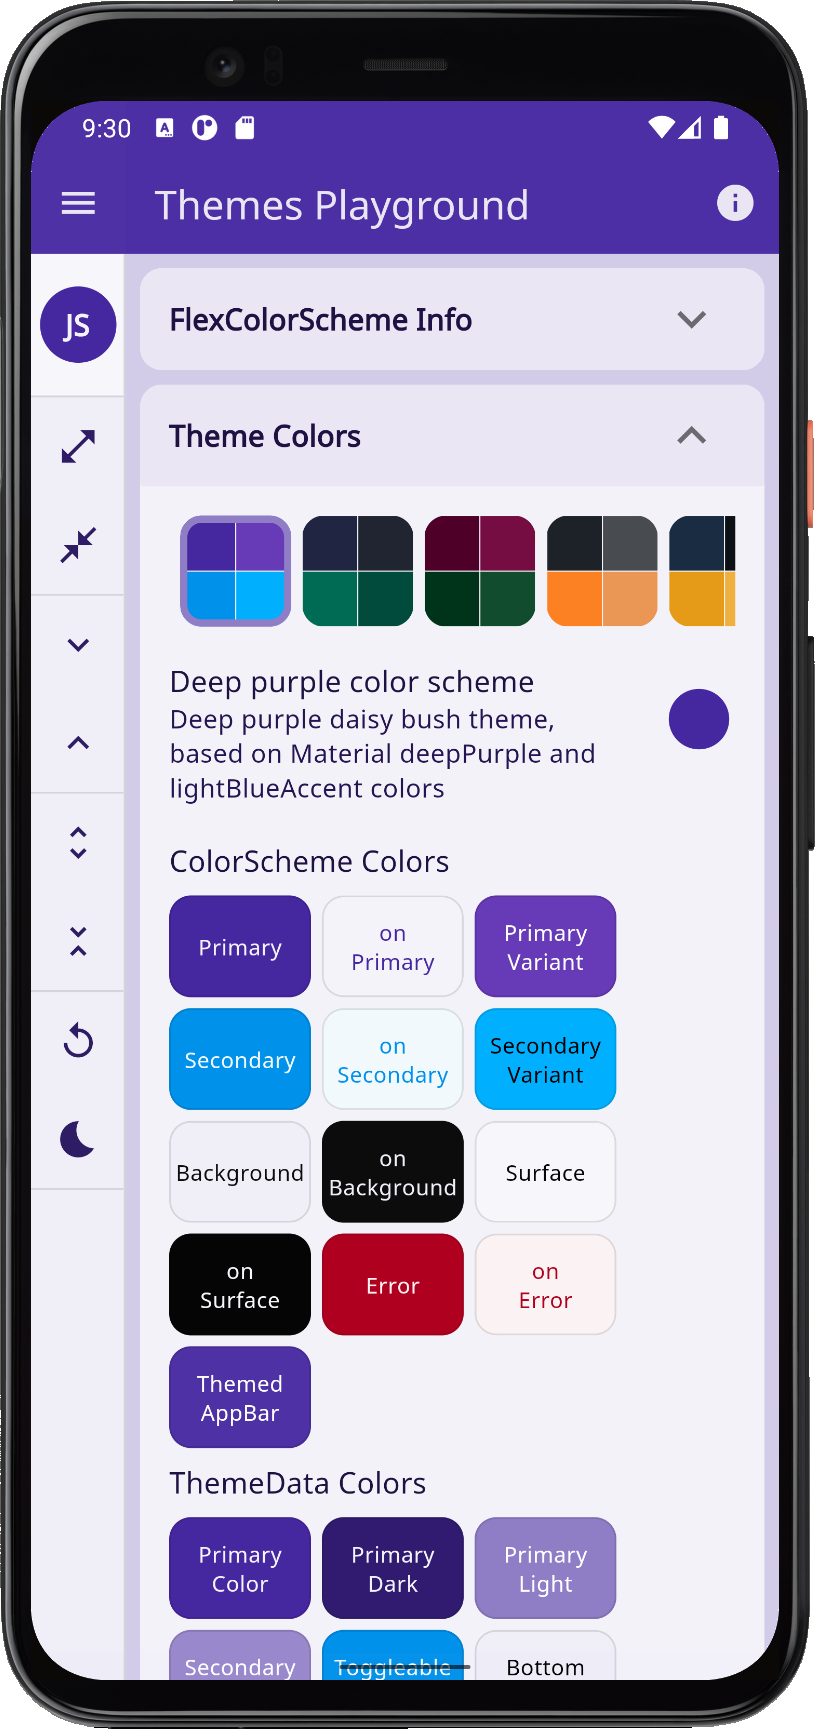 9:30
Themes Playground
JS
FlexColorScheme Info
Theme Colors
Deep purple color scheme
Deep purple daisy bush theme,
based on Material deepPurple and
lightBlueAccent colors
ColorScheme Colors
Primary
on
Primary
Primary
Variant
Secondary
on
Secondary
Secondary
Variant
Background
on
Background
Surface
on
Surface
Error
on
Error
Themed
AppBar
ThemeData Colors
Primary
Color
Primary
Dark
Primary
Light
Secondary
Toggleable
Bottom